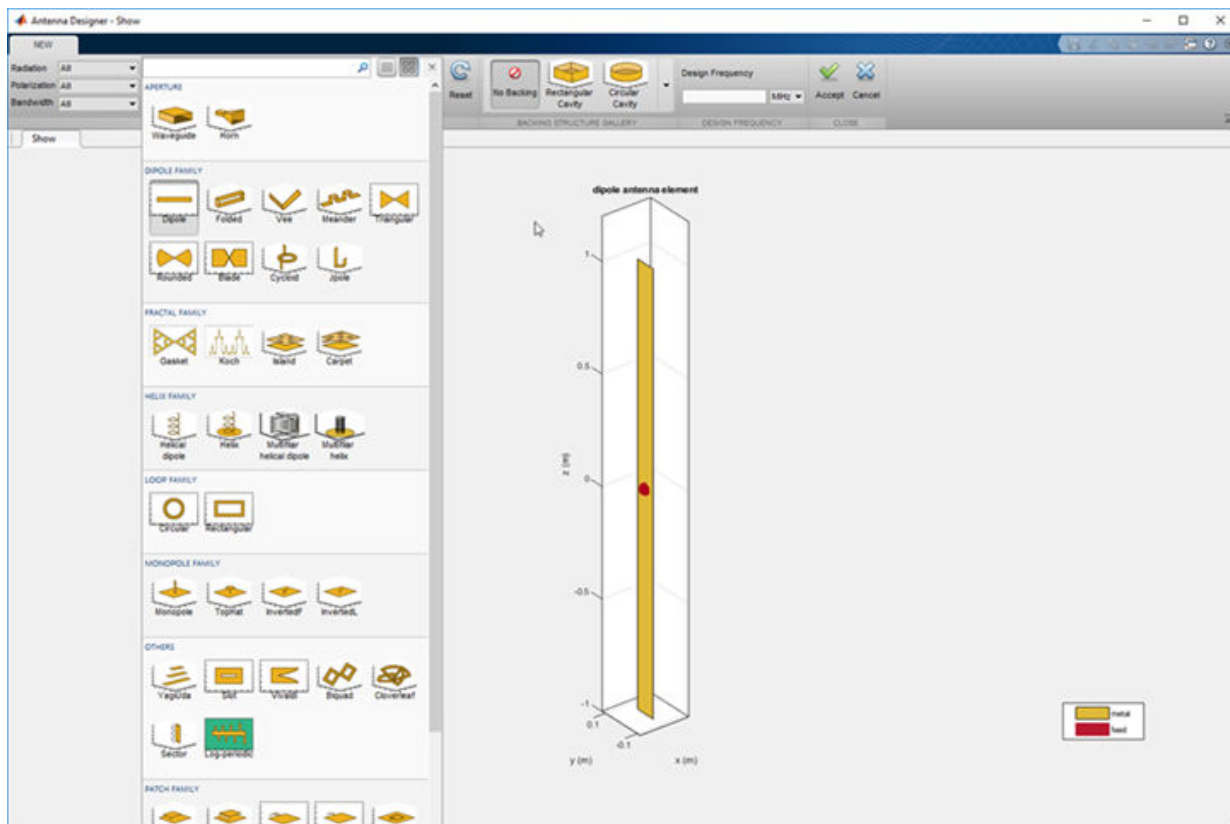 Antenna Designer - Show
NEW
Radiation All
Polarization All
Bandwidth All
Reset
No Backing
Rectangular Cavity
Circular Cavity
BACKING STRUCTURE GALLERY
Design Frequency
MHz
DESIGN FREQUENCY
Accept Cancel
CLOSE
Show
APERTURE
Waveguide Horn
DIPOLE FAMILY
Dipole Folded Vee Meander Triangular
Rounded Blade Cycloid Jpole
FRACTAL FAMILY
Gasket Koch Island Carpet
HELIX FAMILY
Helical dipole
Helix
Multifilar helical dipole
Multifilar helix
LOOP FAMILY
Circular Rectangular
MONOPOLE FAMILY
Monopole TopHat InvertedF InvertedL
OTHERS
YagiUda Slot Vivaldi Biquad Cloverleaf
Sector Log-periodic
PATCH FAMILY
dipole antenna element
1
0.5
0
-0.5
-1
z (m)
0.1
-0.1
y (m)
x (m)
metal
feed